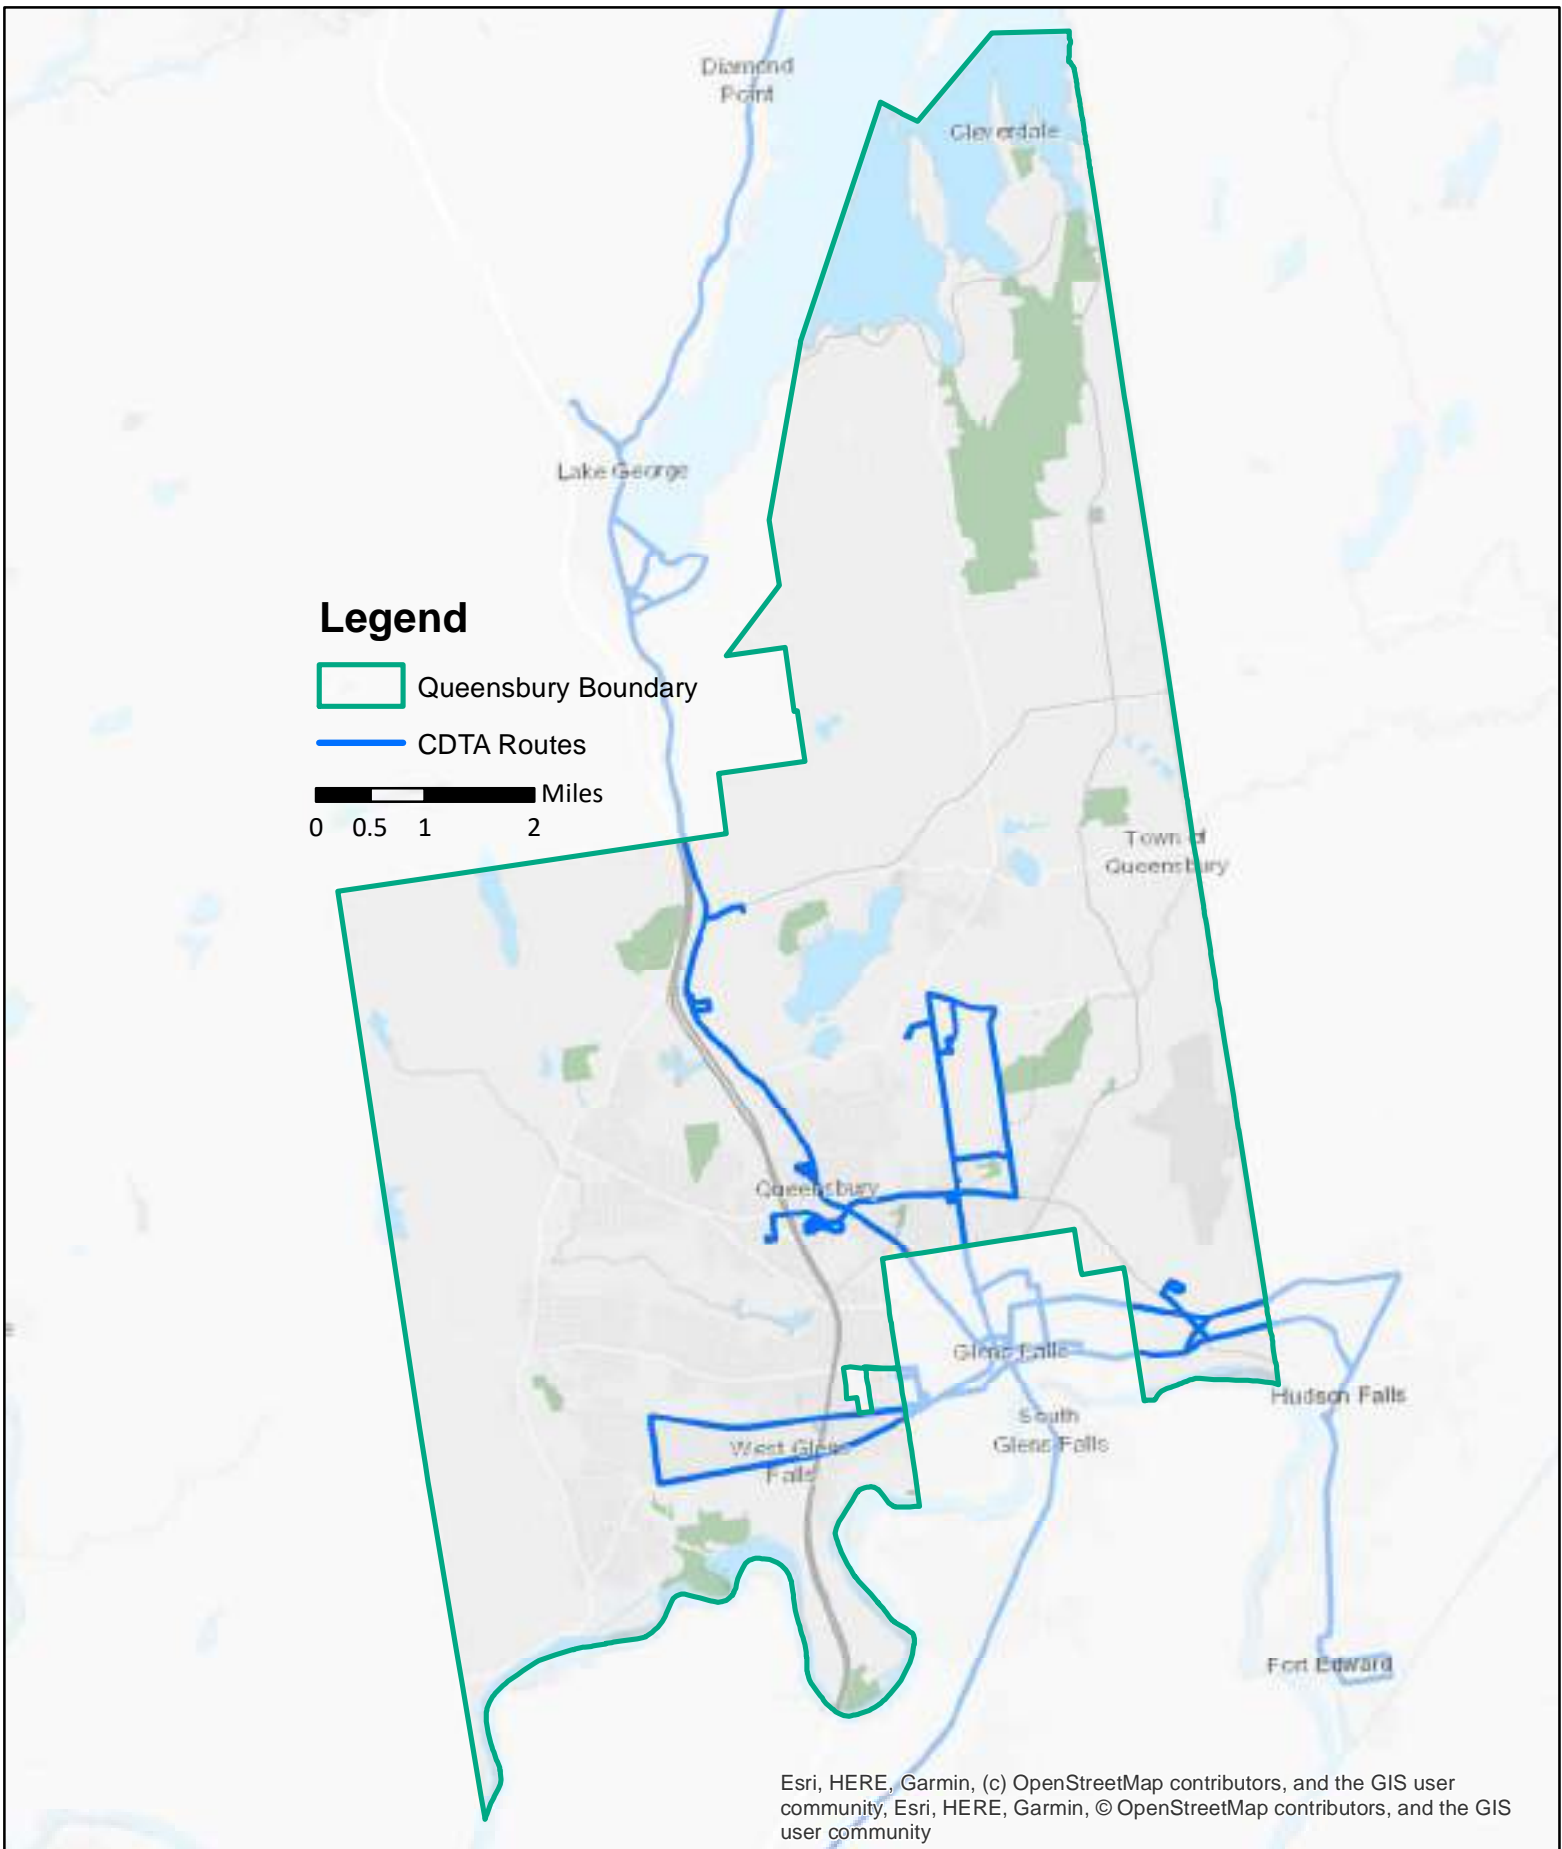 Diamond
Point
Cleverdale
Lake George
Legend
Queensbury Boundary
CDTA Routes
Miles
0 0.5 1 2
Town of
Queensbury
Queensbury
Glens Falls
Hudson Falls
South
Glens Falls
West Glens
Falls
Fort Edward
Esri, HERE, Garmin, (c) OpenStreetMap contributors, and the GIS user
community, Esri, HERE, Garmin, © OpenStreetMap contributors, and the GIS
user community